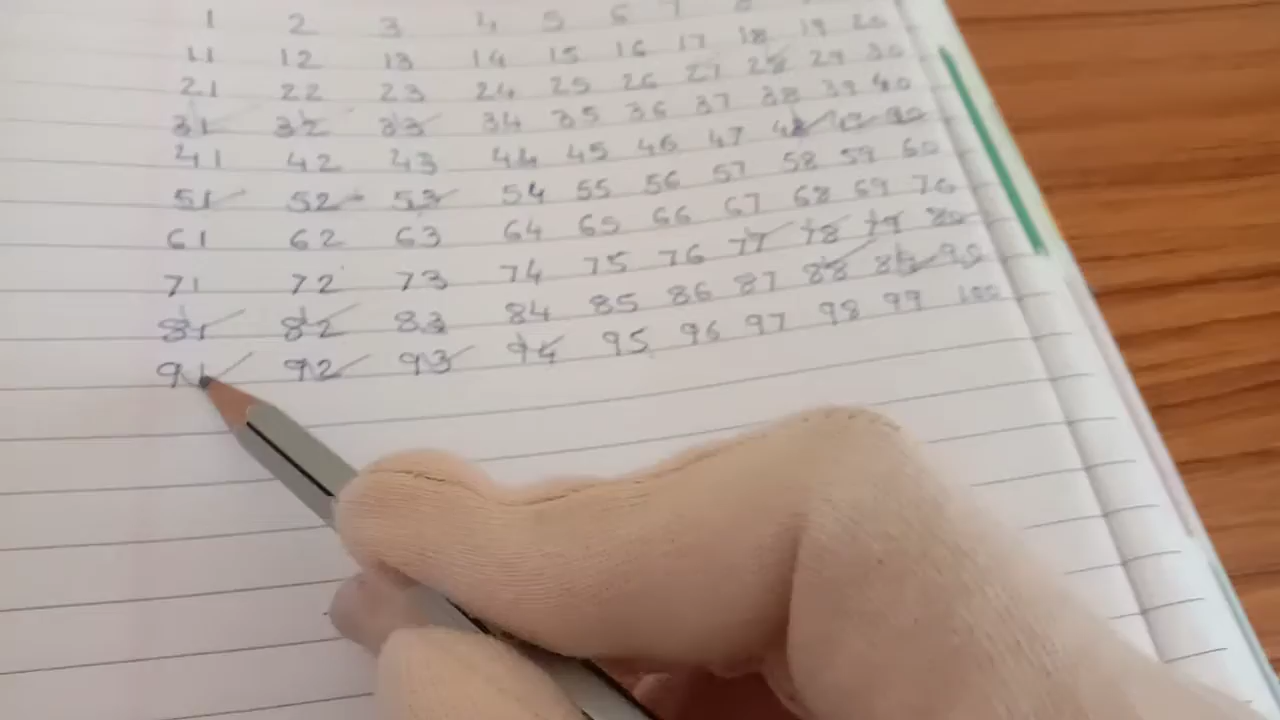 1 2 3 4 5 6 7
11 12 13 14 15 16 17 18 19 20
21 22 23 24 25 26 27 28 29 30
31 32 33 34 35 36 37 38 39 40
41 42 43 44 45 46 47 48
51 52 53 54 55 56 57 58 59 60
61 62 63 64 65 66 67 68 69 70
71 72 73 74 75 76 77 78 79 80
81 82 83 84 85 86 87 88 89 90
91 92 93 94 95 96 97 98 99 100